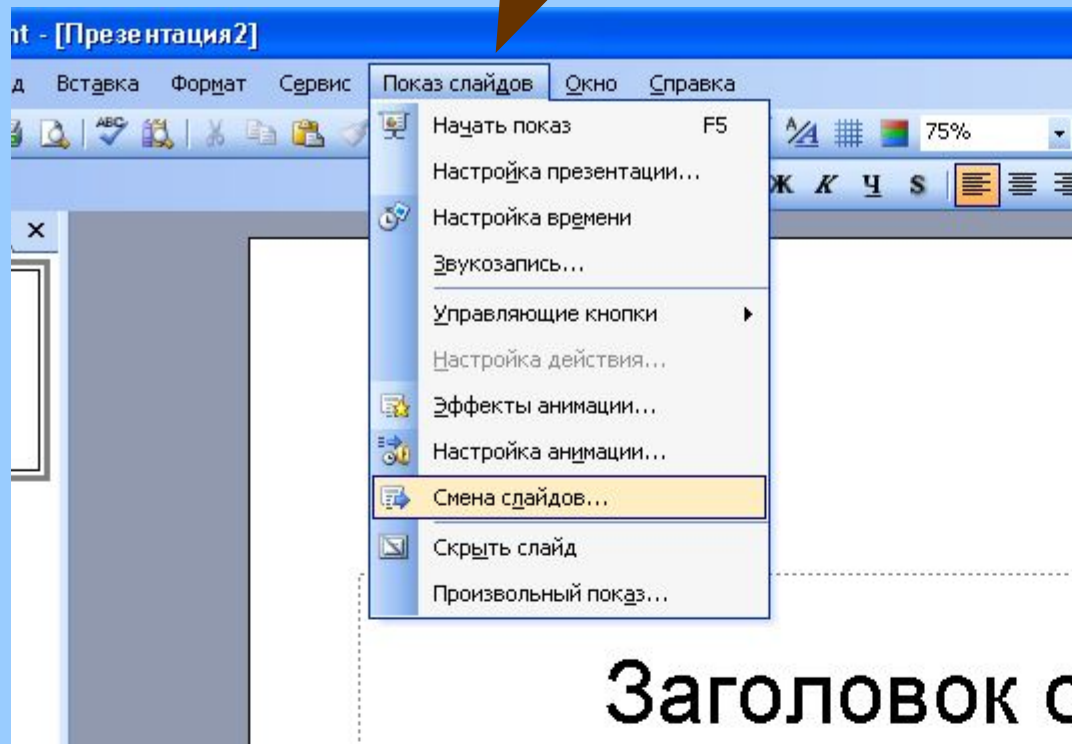 nt - [Презентация2]
д Вставка Формат Сервис Показ слайдов Окно Справка
ABC 75%
Ж К Ч S
Начать показ F5
Настройка презентации...
Настройка времени
Звукозапись...
Управляющие кнопки
Настройка действия...
Эффекты анимации...
Настройка анимации...
Смена слайдов...
Скрыть слайд
Произвольный показ...
Заголовок с